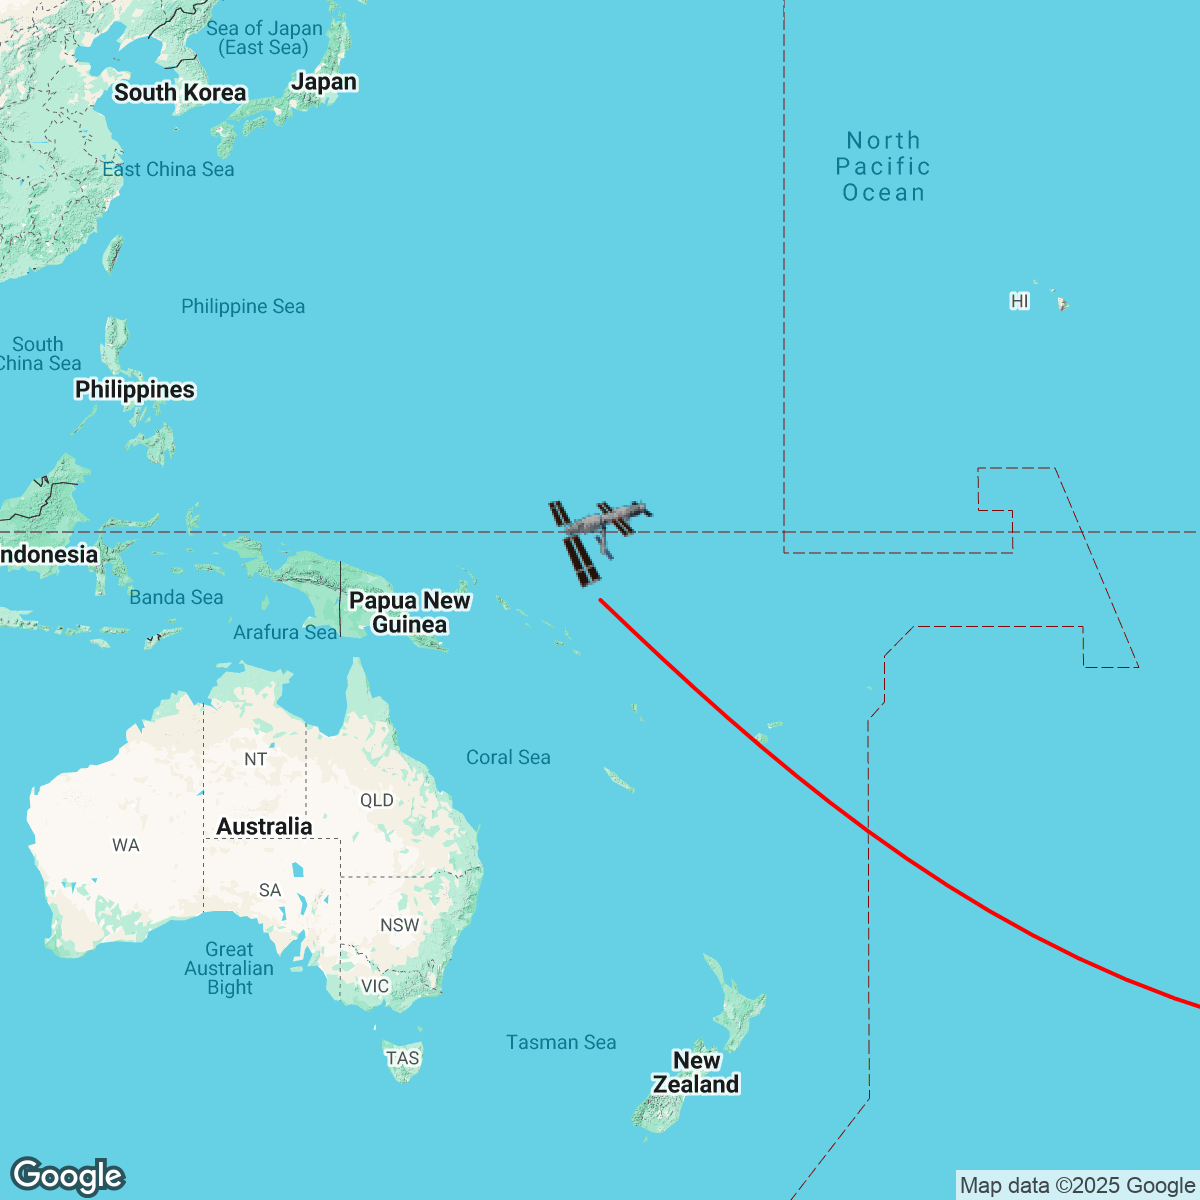 Sea of Japan
(East Sea)
Japan
South Korea
North
Pacific
Ocean
East China Sea
HI
Philippine Sea
South
China Sea
Philippines
ndonesia
Banda Sea
Papua New
Guinea
Arafura Sea
Coral Sea
NT
QLD
Australia
WA
SA
NSW
Great
Australian
Bight
VIC
Tasman Sea
TAS
New
Zealand
Google
Map data ©2025 Google